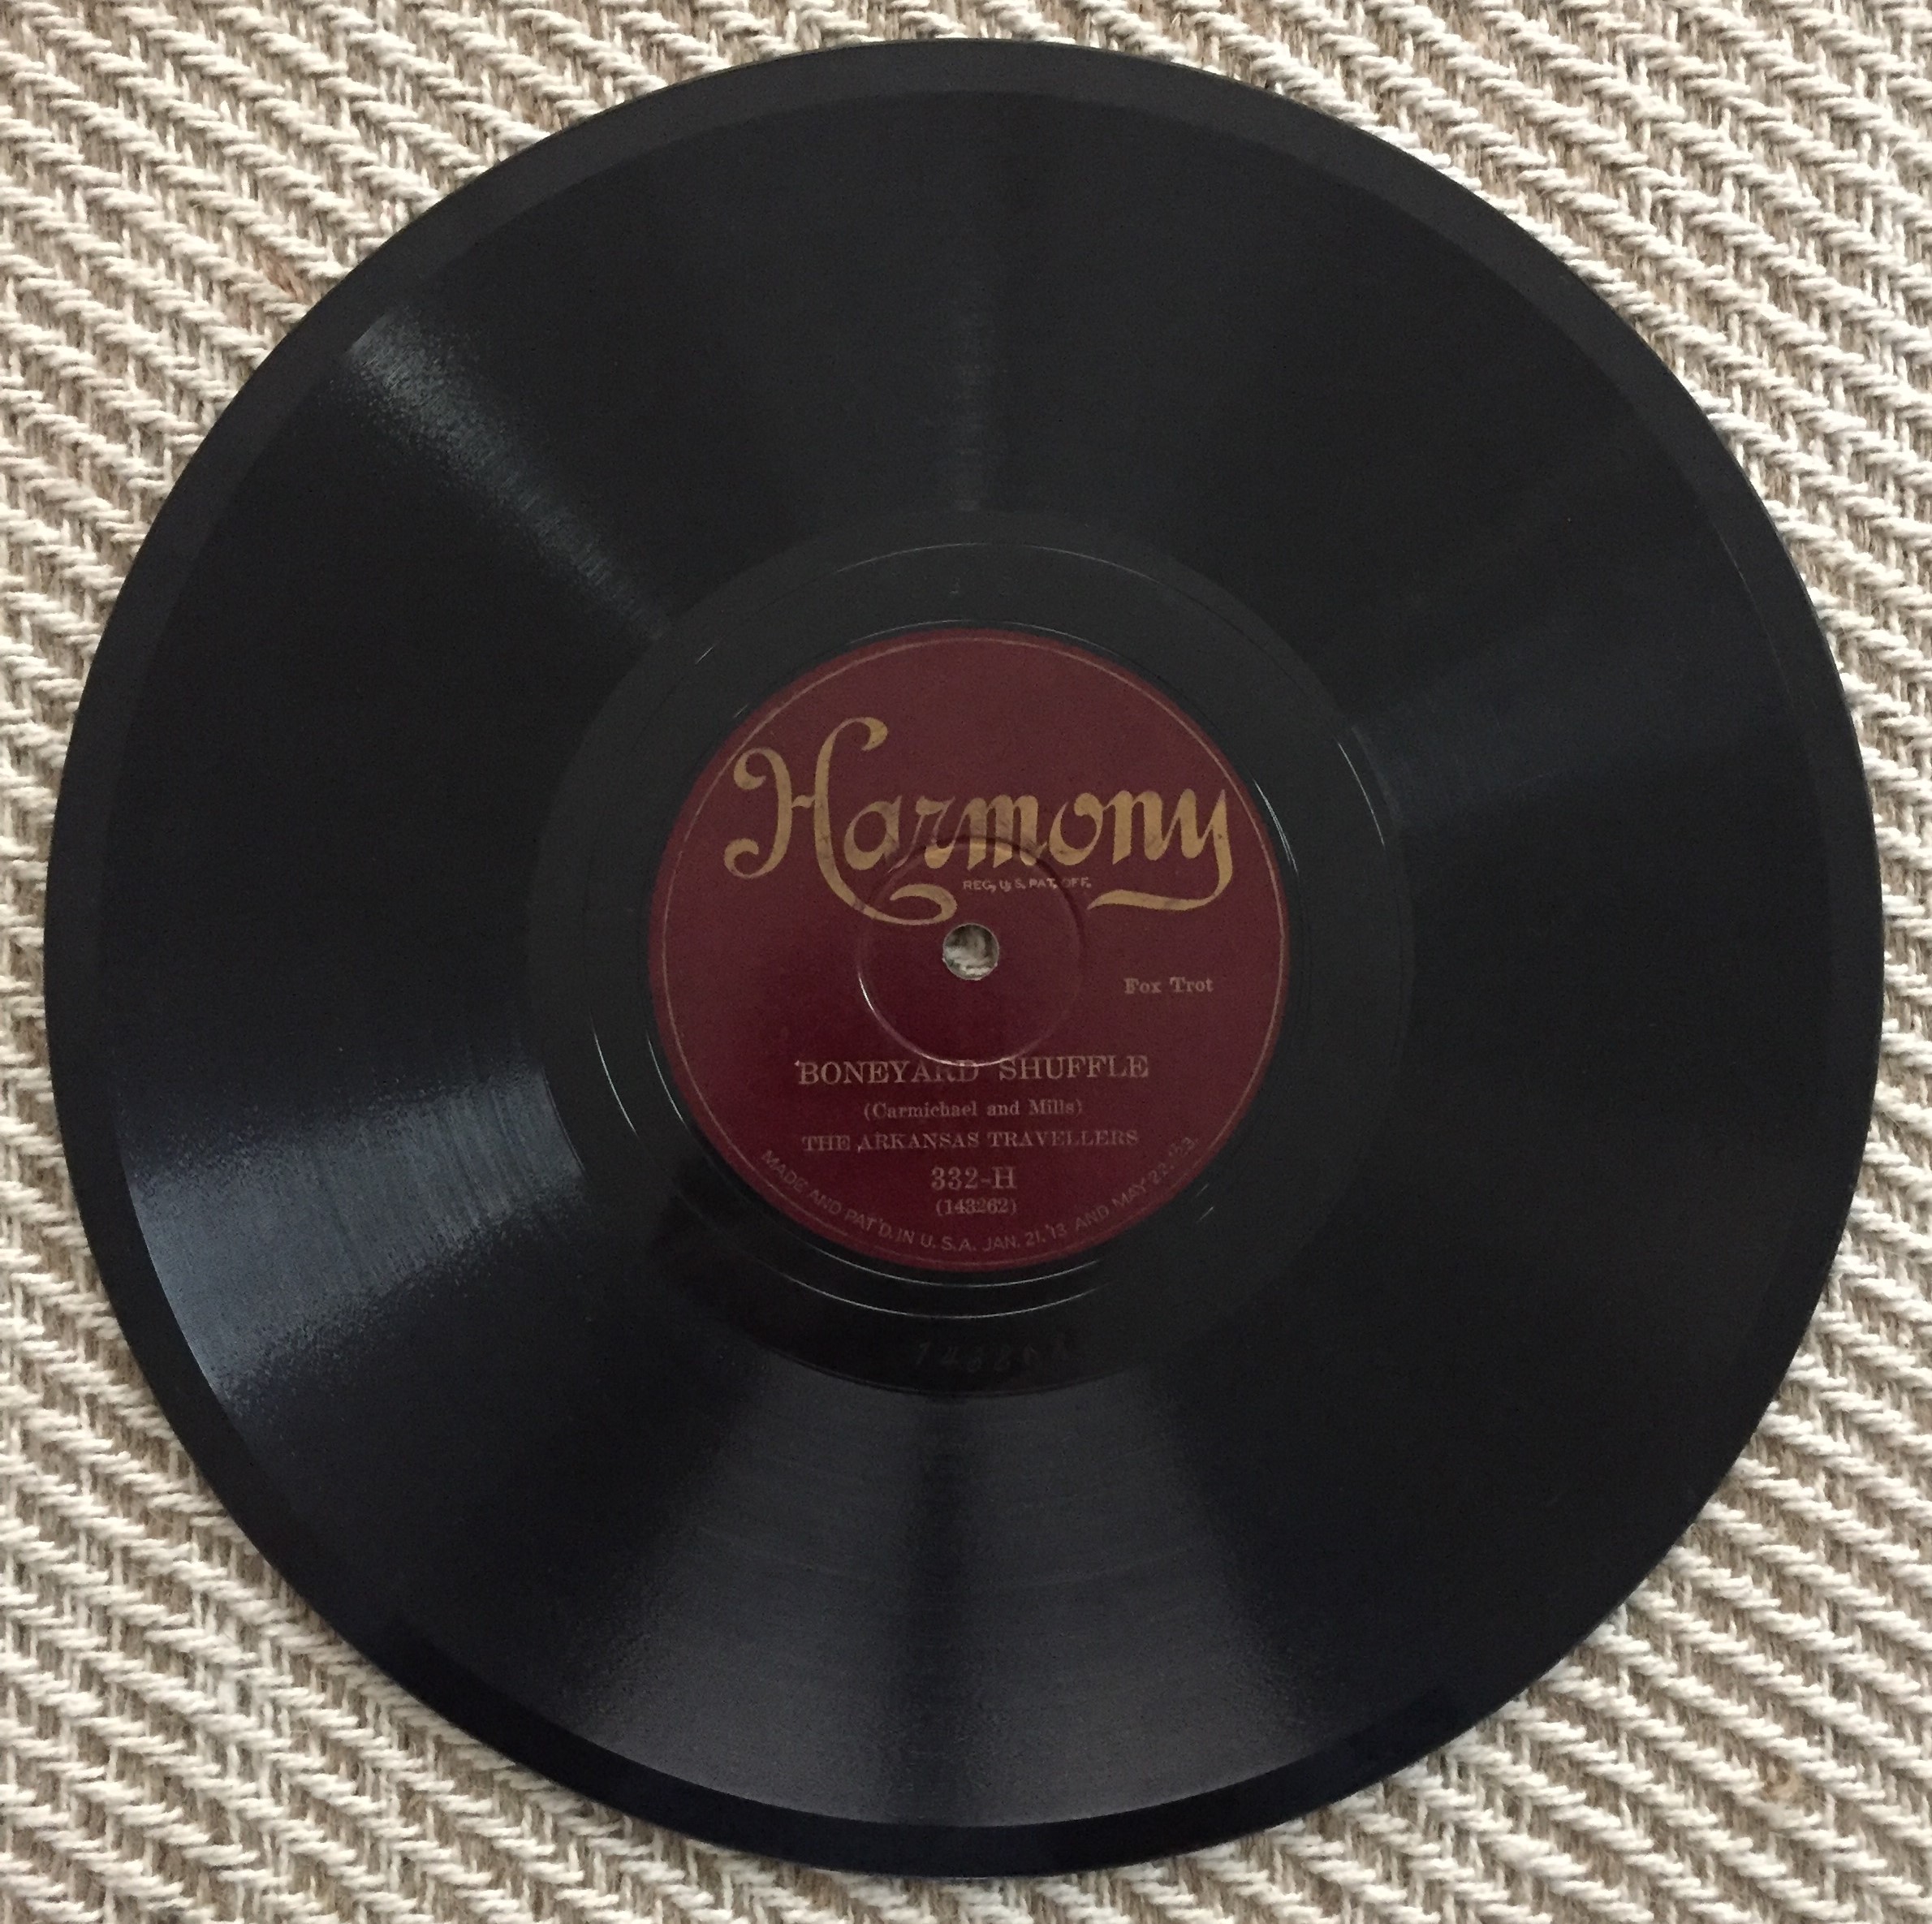 Harmony
REG. U.S. PAT. OFF.
Fox Trot
BONEYARD SHUFFLE
(Carmichael and Mills)
THE ARKANSAS TRAVELLERS
332-H
(143262)
MADE AND PAT'D. IN U.S.A. JAN. 21, '13 AND MAY 22, '23.